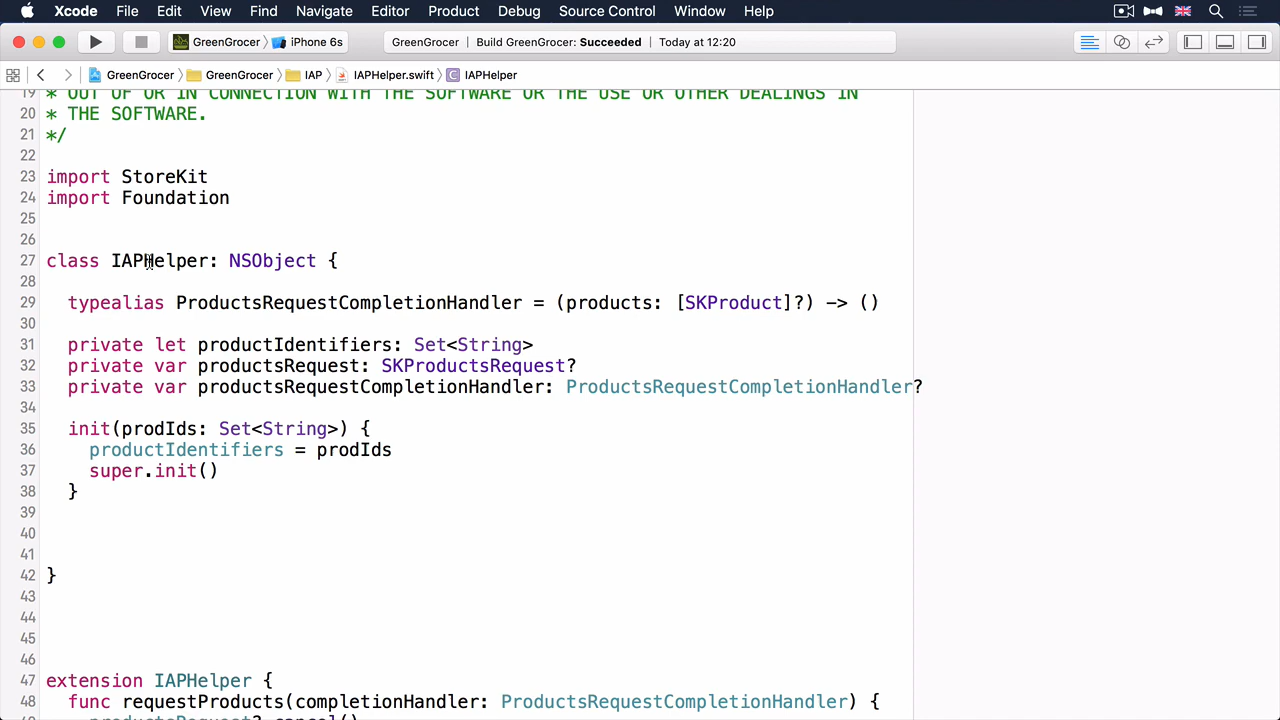 Xcode File Edit View Find Navigate Editor Product Debug Source Control Window Help
GreenGrocer iPhone 6s GreenGrocer Build GreenGrocer: Succeeded Today at 12:20
GreenGrocer GreenGrocer IAP IAPHelper.swift C IAPHelper
19 * OUT OF OR IN CONNECTION WITH THE SOFTWARE OR THE USE OR OTHER DEALINGS IN
20 * THE SOFTWARE.
21 */
22
23 import StoreKit
24 import Foundation
25
26
27 class IAPHelper: NSObject {
28
29 typealias ProductsRequestCompletionHandler = (products: [SKProduct]?) -> ()
30
31 private let productIdentifiers: Set<String>
32 private var productsRequest: SKProductsRequest?
33 private var productsRequestCompletionHandler: ProductsRequestCompletionHandler?
34
35 init(prodIds: Set<String>) {
36 productIdentifiers = prodIds
37 super.init()
38 }
39
40
41
42 }
43
44
45
46
47 extension IAPHelper {
48 func requestProducts(completionHandler: ProductsRequestCompletionHandler) {
49 productsRequest?.cancel()